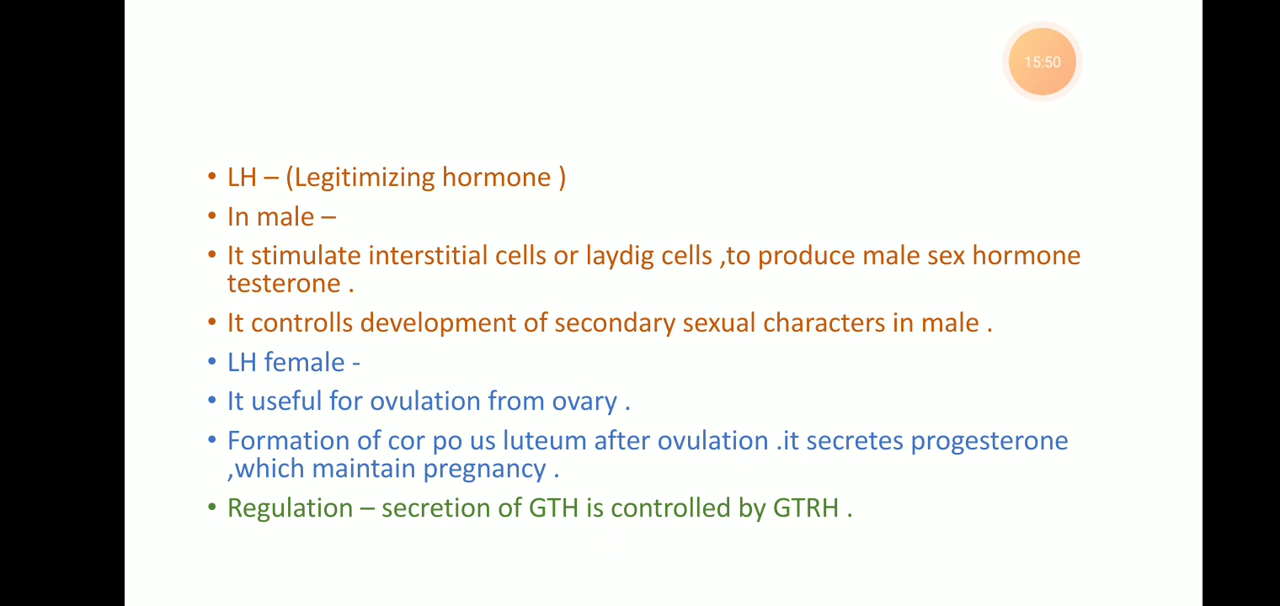 15:50
• LH – (Legitimizing hormone )
• In male –
• It stimulate interstitial cells or laydig cells ,to produce male sex hormone
testerone .
• It controlls development of secondary sexual characters in male .
• LH female -
• It useful for ovulation from ovary .
• Formation of cor po us luteum after ovulation .it secretes progesterone
,which maintain pregnancy .
• Regulation – secretion of GTH is controlled by GTRH .